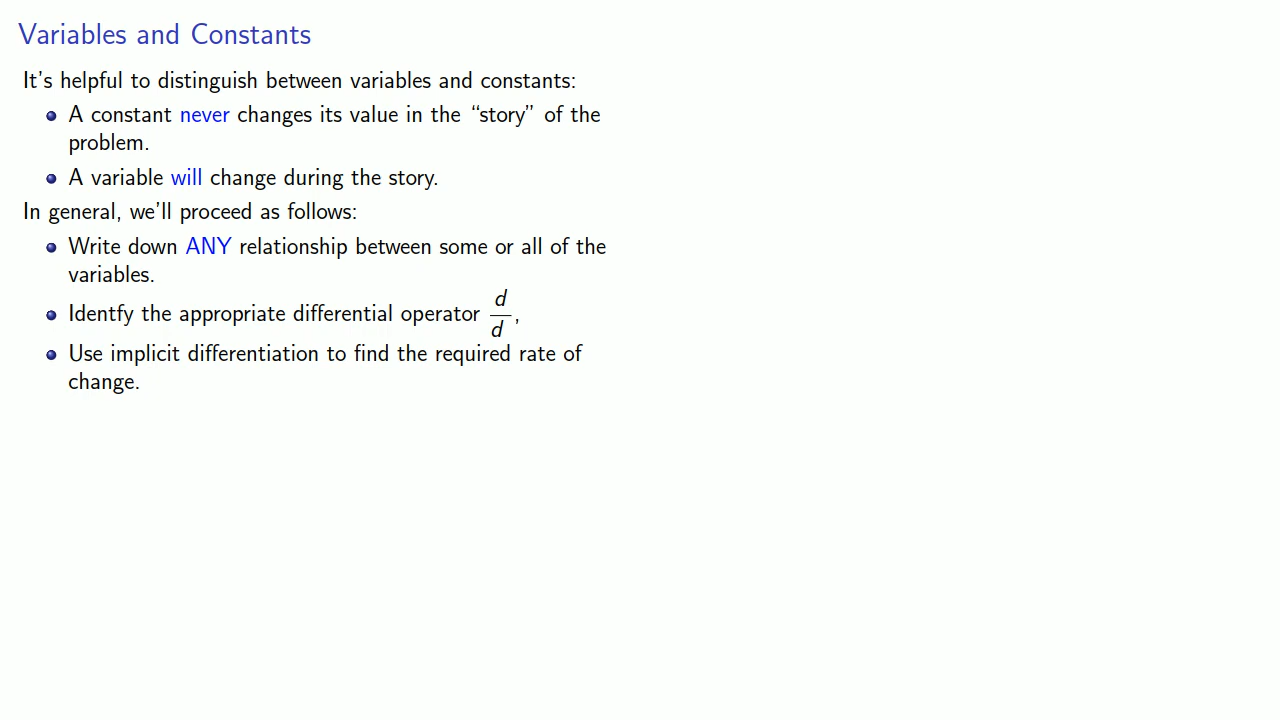 Variables and Constants
It's helpful to distinguish between variables and constants:
A constant never changes its value in the “story” of the
problem.
A variable will change during the story.
In general, we'll proceed as follows:
Write down ANY relationship between some or all of the
variables.
Identfy the appropriate differential operator d/d,
Use implicit differentiation to find the required rate of
change.